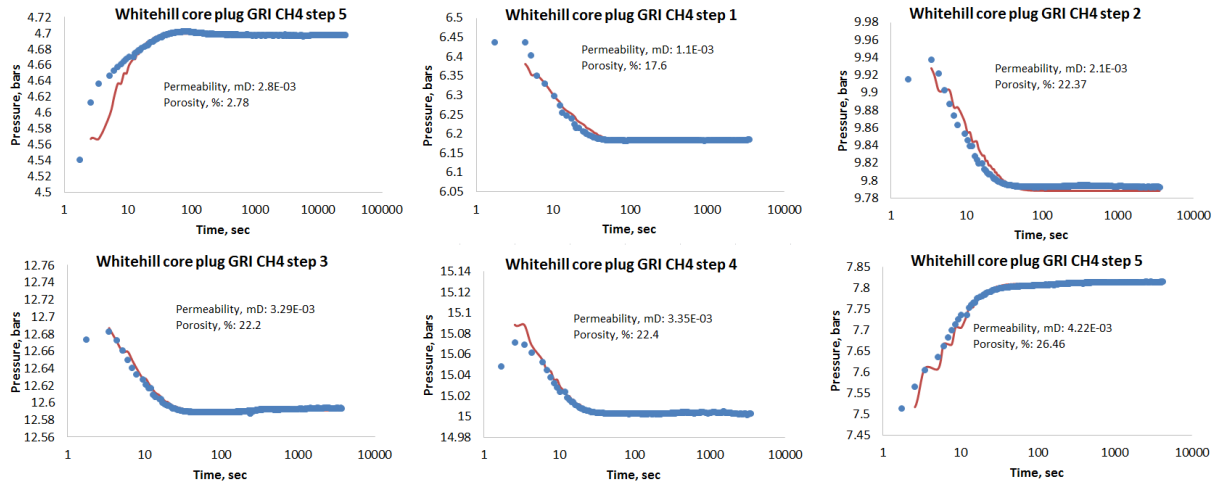 Whitehill core plug GRI CH4 step 5
4.72
4.7
4.68
4.66
4.64
4.62
4.6
4.58
4.56
4.54
4.52
4.5
Pressure, bars
Permeability, mD: 2.8E-03
Porosity, %: 2.78
1 10 100 1000 10000 100000
Time, sec
Whitehill core plug GRI CH4 step 1
6.5
6.45
6.4
6.35
6.3
6.25
6.2
6.15
6.1
6.05
Pressure, bars
Permeability, mD: 1.1E-03
Porosity, %: 17.6
1 10 100 1000 10000
Time, sec
Whitehill core plug GRI CH4 step 2
9.98
9.96
9.94
9.92
9.9
9.88
9.86
9.84
9.82
9.8
9.78
Pressure, bars
Permeability, mD: 2.1E-03
Porosity, %: 22.37
1 10 100 1000 10000
Time, sec
Whitehill core plug GRI CH4 step 3
12.76
12.74
12.72
12.7
12.68
12.66
12.64
12.62
12.6
12.58
12.56
Pressure, bars
Permeability, mD: 3.29E-03
Porosity, %: 22.2
1 10 100 1000 10000
Time, sec
Whitehill core plug GRI CH4 step 4
15.14
15.12
15.1
15.08
15.06
15.04
15.02
15
14.98
Pressure, bars
Permeability, mD: 3.35E-03
Porosity, %: 22.4
1 10 100 1000 10000
Time, sec
Whitehill core plug GRI CH4 step 5
7.85
7.8
7.75
7.7
7.65
7.6
7.55
7.5
7.45
Pressure, bars
Permeability, mD: 4.22E-03
Porosity, %: 26.46
1 10 100 1000 10000
Time, sec